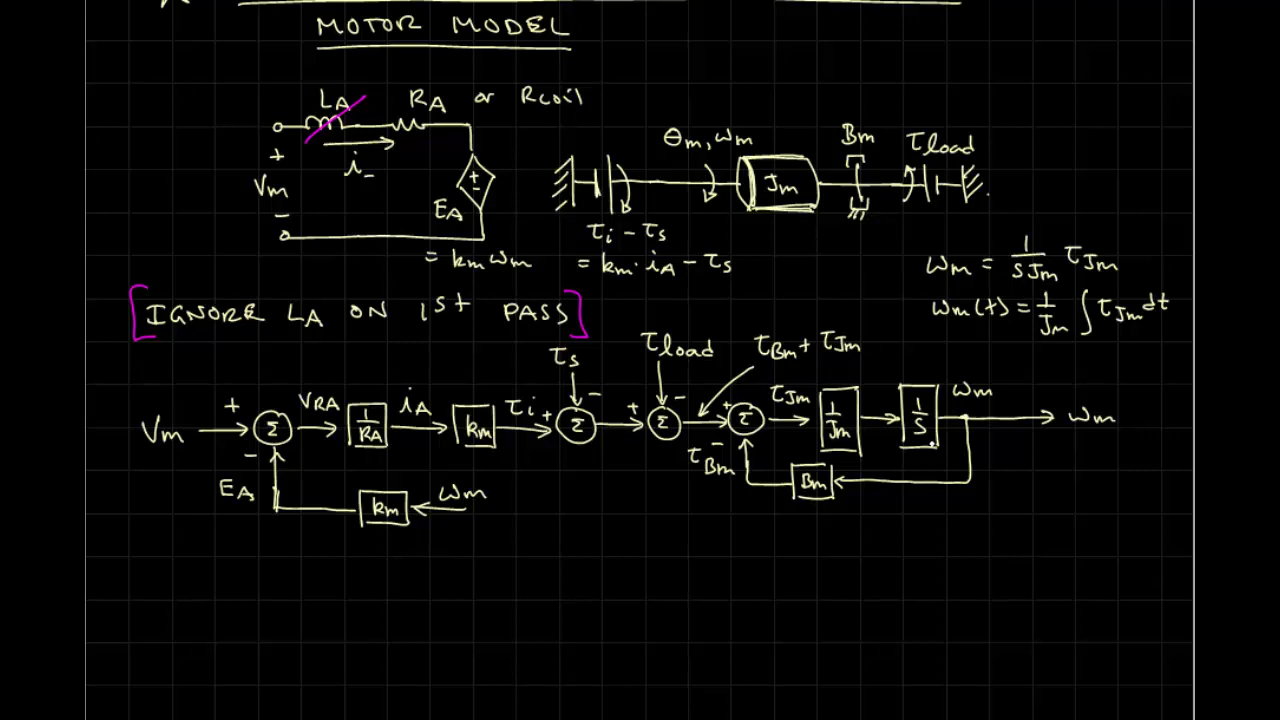 MOTOR MODEL
LA RA or Rcoil
+ i_
Vm
-
+
-
EA
= km ωm
θm, ωm Jm Bm τload
τi - τs
= km · iA - τs
ωm = 1/SJm τJm
ωm(t) = 1/Jm ∫ τJm dt
[IGNORE LA ON 1st PASS]
τs τload τBm + τJm
Vm + Σ VRA 1/RA iA km τi + Σ - + Σ - + Σ τJm 1/Jm 1/S ωm ωm
- τBm -
EA km ωm Bm